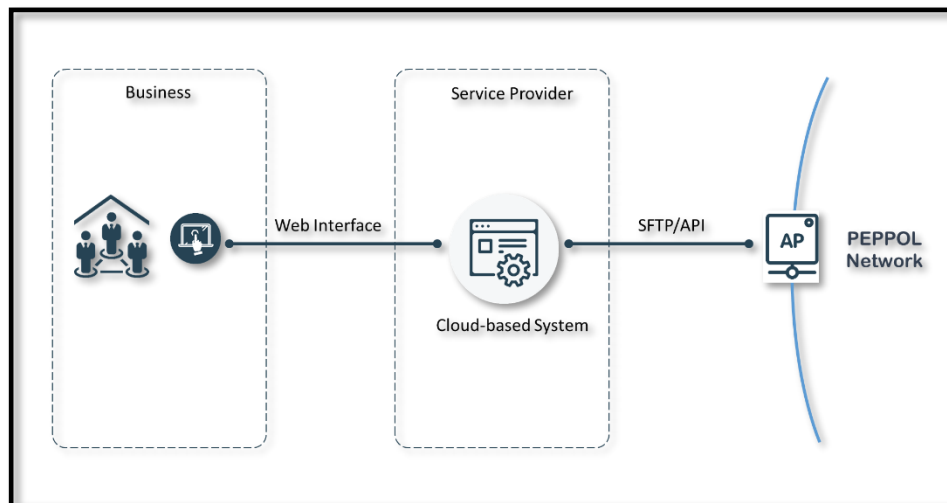 Business
Service Provider
Web Interface
SFTP/API
AP
PEPPOL
Network
Cloud-based System